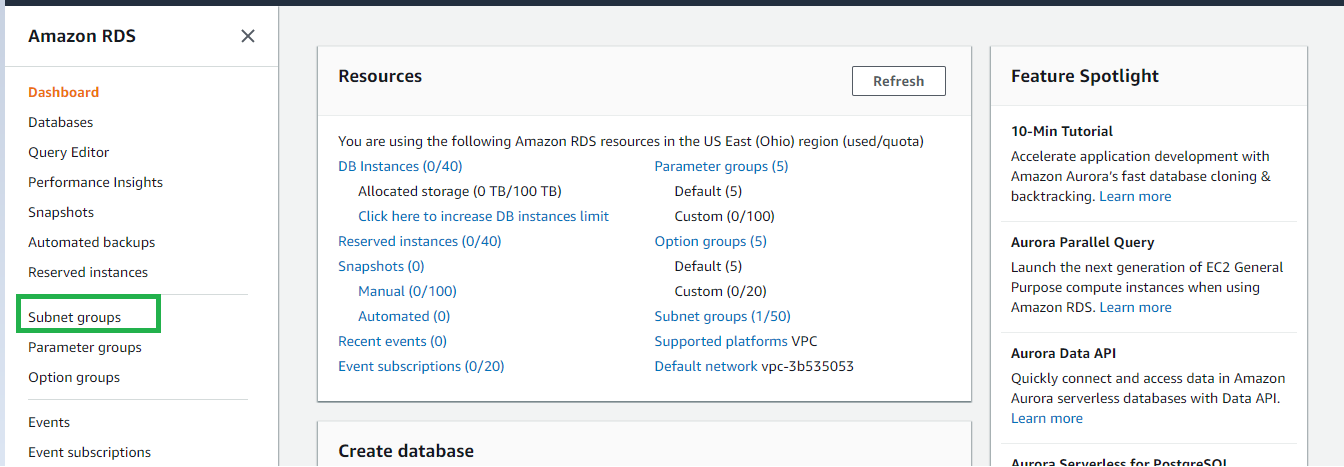 Amazon RDS
Dashboard
Databases
Query Editor
Performance Insights
Snapshots
Automated backups
Reserved instances
Subnet groups
Parameter groups
Option groups
Events
Event subscriptions
Resources
Refresh
You are using the following Amazon RDS resources in the US East (Ohio) region (used/quota)
DB Instances (0/40)
Allocated storage (0 TB/100 TB)
Click here to increase DB instances limit
Reserved instances (0/40)
Snapshots (0)
Manual (0/100)
Automated (0)
Recent events (0)
Event subscriptions (0/20)
Parameter groups (5)
Default (5)
Custom (0/100)
Option groups (5)
Default (5)
Custom (0/20)
Subnet groups (1/50)
Supported platforms VPC
Default network vpc-3b535053
Create database
Feature Spotlight
10-Min Tutorial
Accelerate application development with
Amazon Aurora's fast database cloning &
backtracking. Learn more
Aurora Parallel Query
Launch the next generation of EC2 General
Purpose compute instances when using
Amazon RDS. Learn more
Aurora Data API
Quickly connect and access data in Amazon
Aurora serverless databases with Data API.
Learn more
Aurora Serverless for PostgreSQL